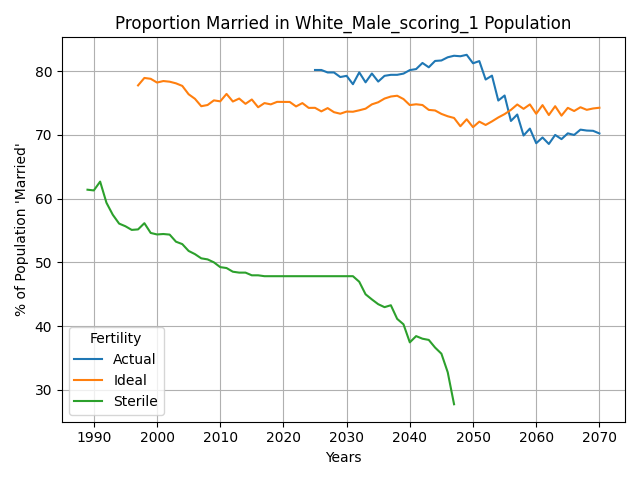 Proportion Married in White_Male_scoring_1 Population
% of Population 'Married'
80
70
60
50
40
30
Fertility
Actual
Ideal
Sterile
1990 2000 2010 2020 2030 2040 2050 2060 2070
Years